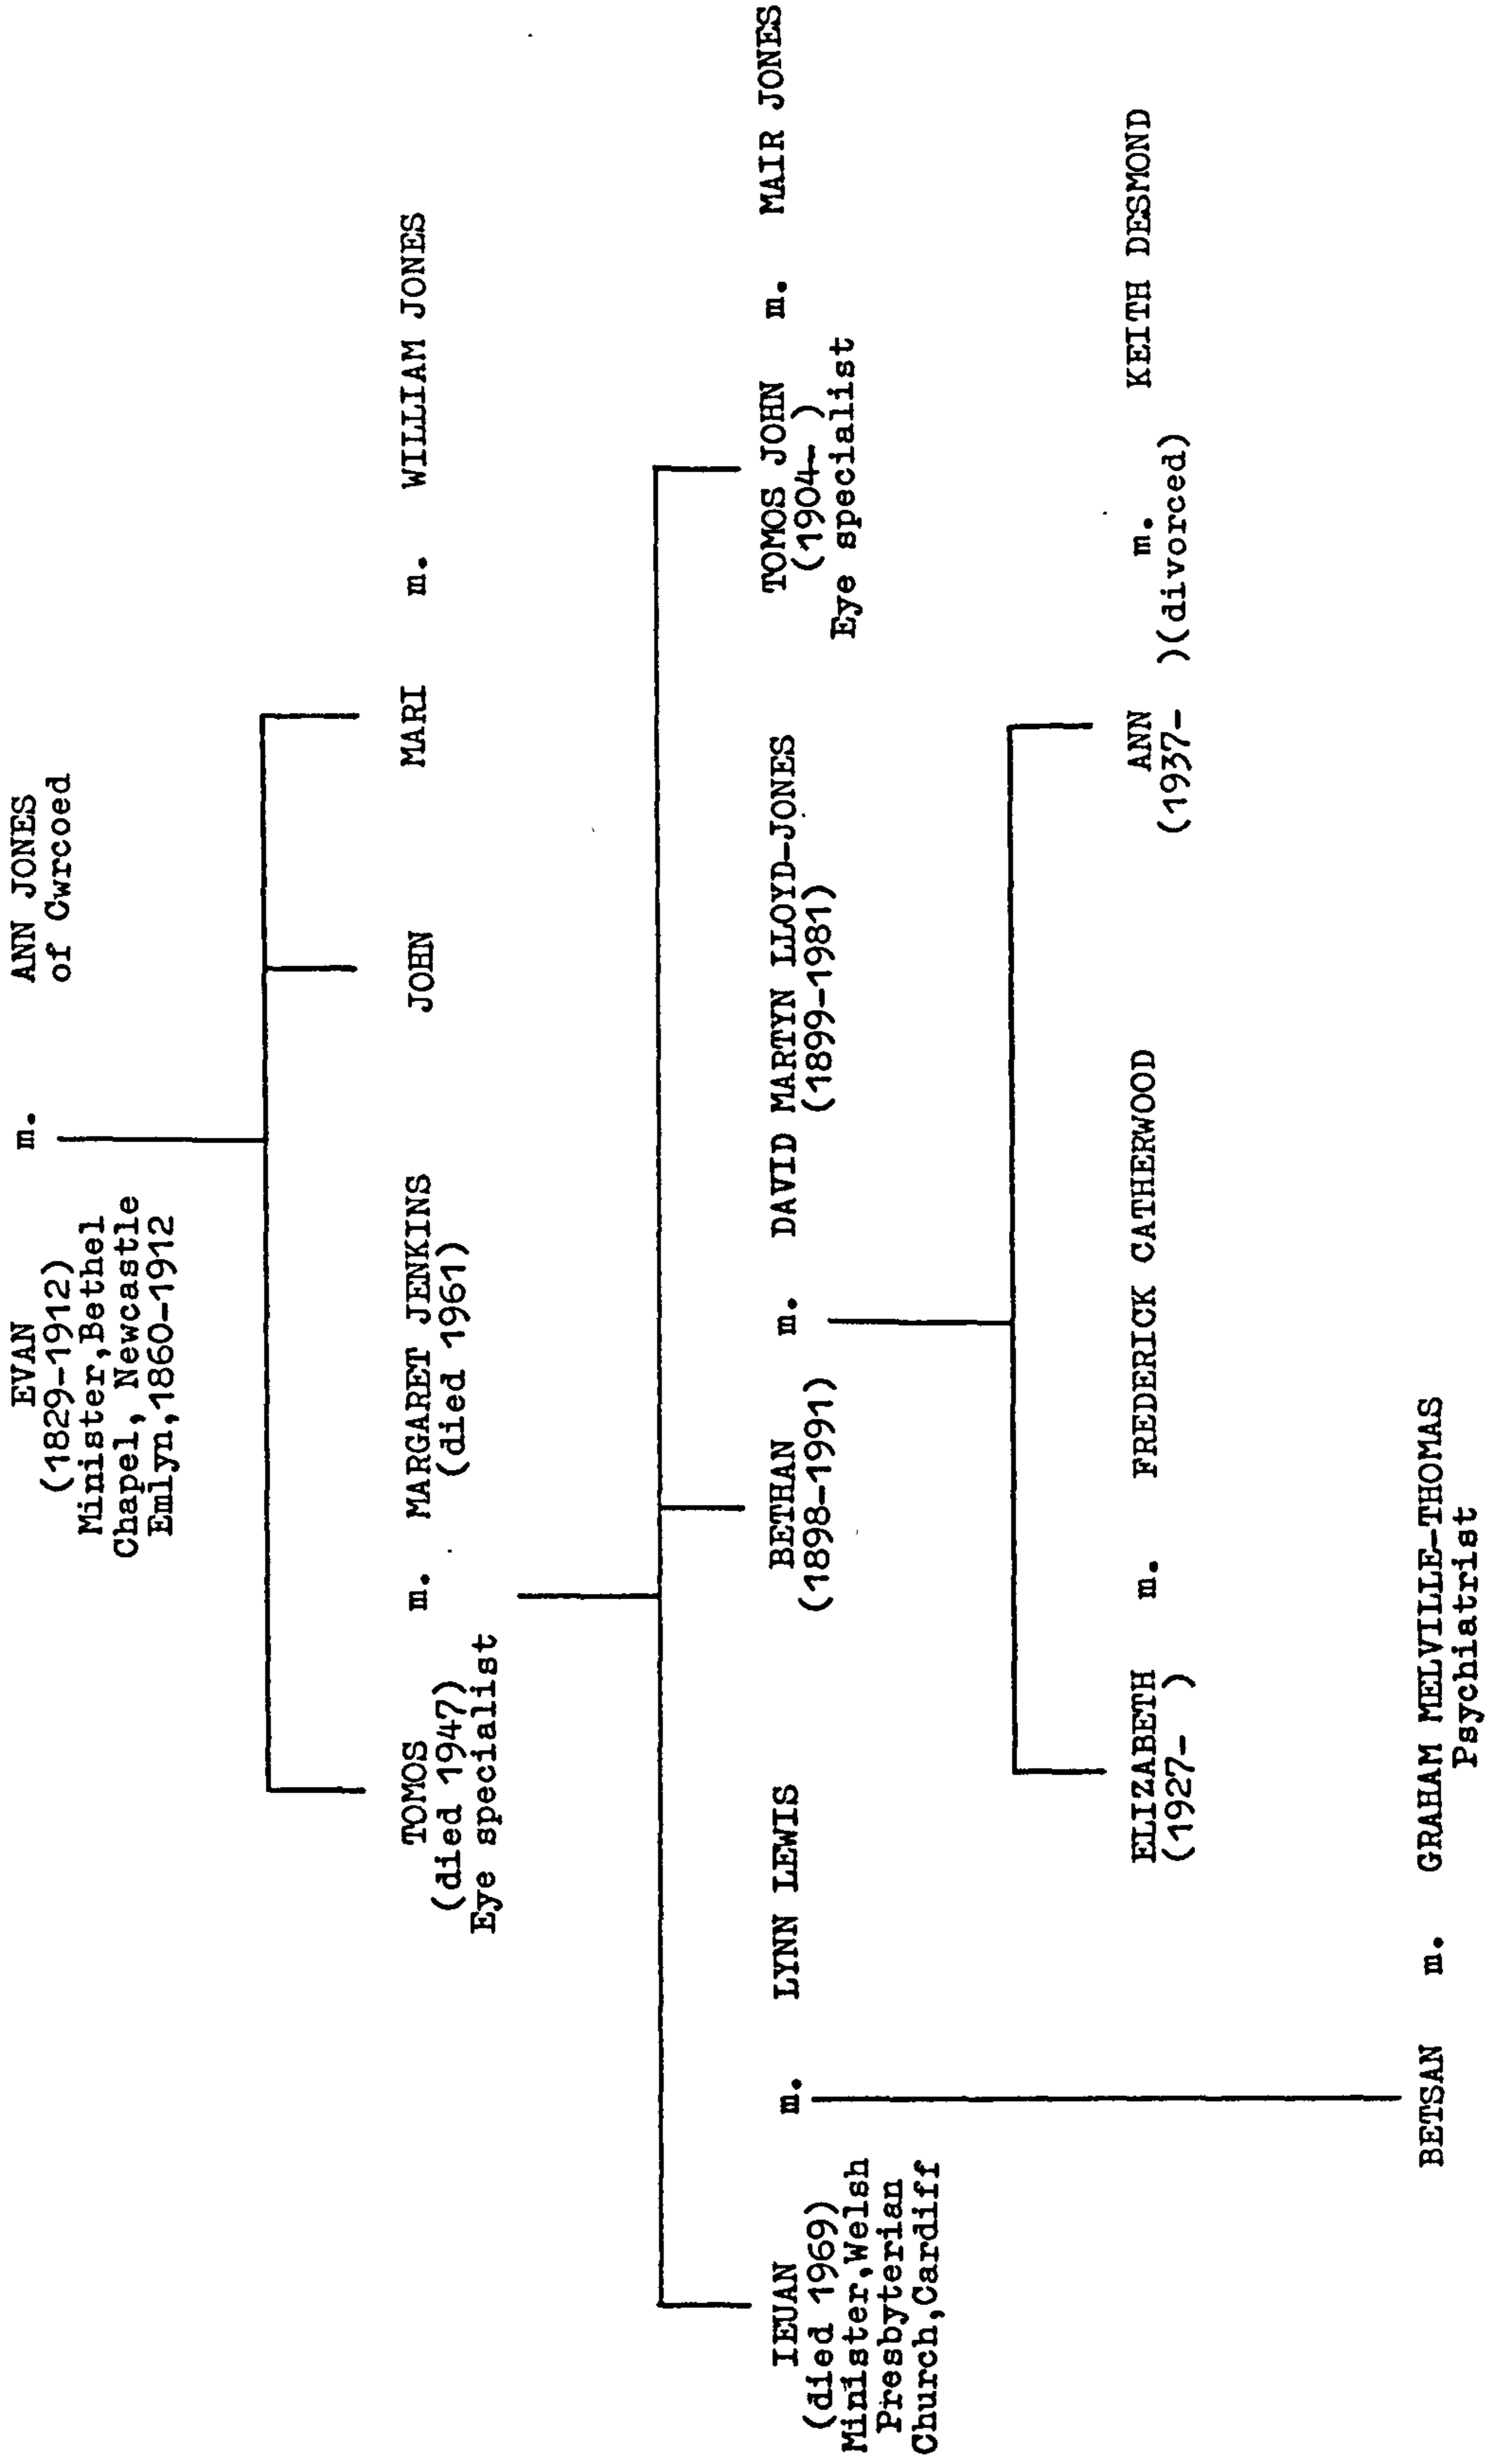 EVAN m. ANN JONES
(1829-1912) of Cwrcoed
Minister,Bethel
Chapel, Newcastle
Emlyn,1860-1912
TOMOS m. MARGARET JENKINS JOHN MARI m. WILLIAM JONES
(died 1947) (died 1961)
Eye specialist
IEUAN m. LYNN LEWIS BETHAN m. DAVID MARTYN LLOYD-JONES TOMOS JOHN m. MAIR JONES
(died 1969) (1898-1991) (1899-1981) (1904- )
Minister,Welsh Eye specialist
Presbyterian
Church,Cardiff
ELIZABETH m. FREDERICK CATHERWOOD ANN m. KEITH DESMOND
(1927- ) (1937- )(divorced)
BETSAN m. GRAHAM MELVILLE-THOMAS
Psychiatrist